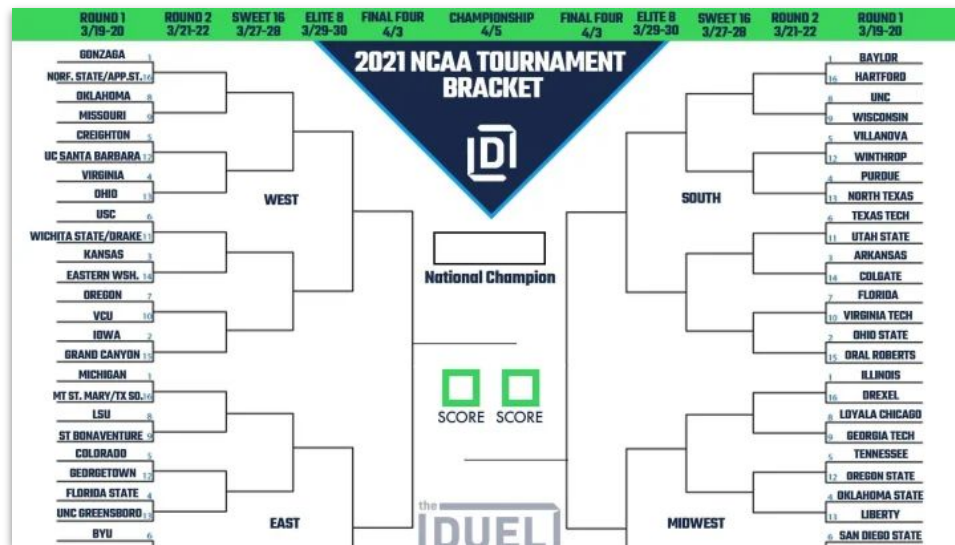 ROUND 1 ROUND 2 SWEET 16 ELITE 8 FINAL FOUR CHAMPIONSHIP FINAL FOUR ELITE 8 SWEET 16 ROUND 2 ROUND 1
3/19-20 3/21-22 3/27-28 3/29-30 4/3 4/5 4/3 3/29-30 3/27-28 3/21-22 3/19-20
2021 NCAA TOURNAMENT
BRACKET
D
GONZAGA 1
NORF. STATE/APP.ST. 16
OKLAHOMA 8
MISSOURI 9
CREIGHTON 5
UC SANTA BARBARA 12
VIRGINIA 4
OHIO 13
WEST
USC 6
WICHITA STATE/DRAKE 11
KANSAS 3
EASTERN WSH. 14
OREGON 7
VCU 10
IOWA 2
GRAND CANYON 15
MICHIGAN 1
MT ST. MARY/TX SO. 16
LSU 8
ST BONAVENTURE 9
COLORADO 5
GEORGETOWN 12
FLORIDA STATE 4
UNC GREENSBORO 13
EAST
BYU 6
National Champion
SCORE SCORE
the
DUEL
1 BAYLOR
16 HARTFORD
8 UNC
9 WISCONSIN
5 VILLANOVA
12 WINTHROP
4 PURDUE
13 NORTH TEXAS
SOUTH
6 TEXAS TECH
11 UTAH STATE
3 ARKANSAS
14 COLGATE
7 FLORIDA
10 VIRGINIA TECH
2 OHIO STATE
15 ORAL ROBERTS
1 ILLINOIS
16 DREXEL
8 LOYALA CHICAGO
9 GEORGIA TECH
5 TENNESSEE
12 OREGON STATE
4 OKLAHOMA STATE
13 LIBERTY
MIDWEST
6 SAN DIEGO STATE